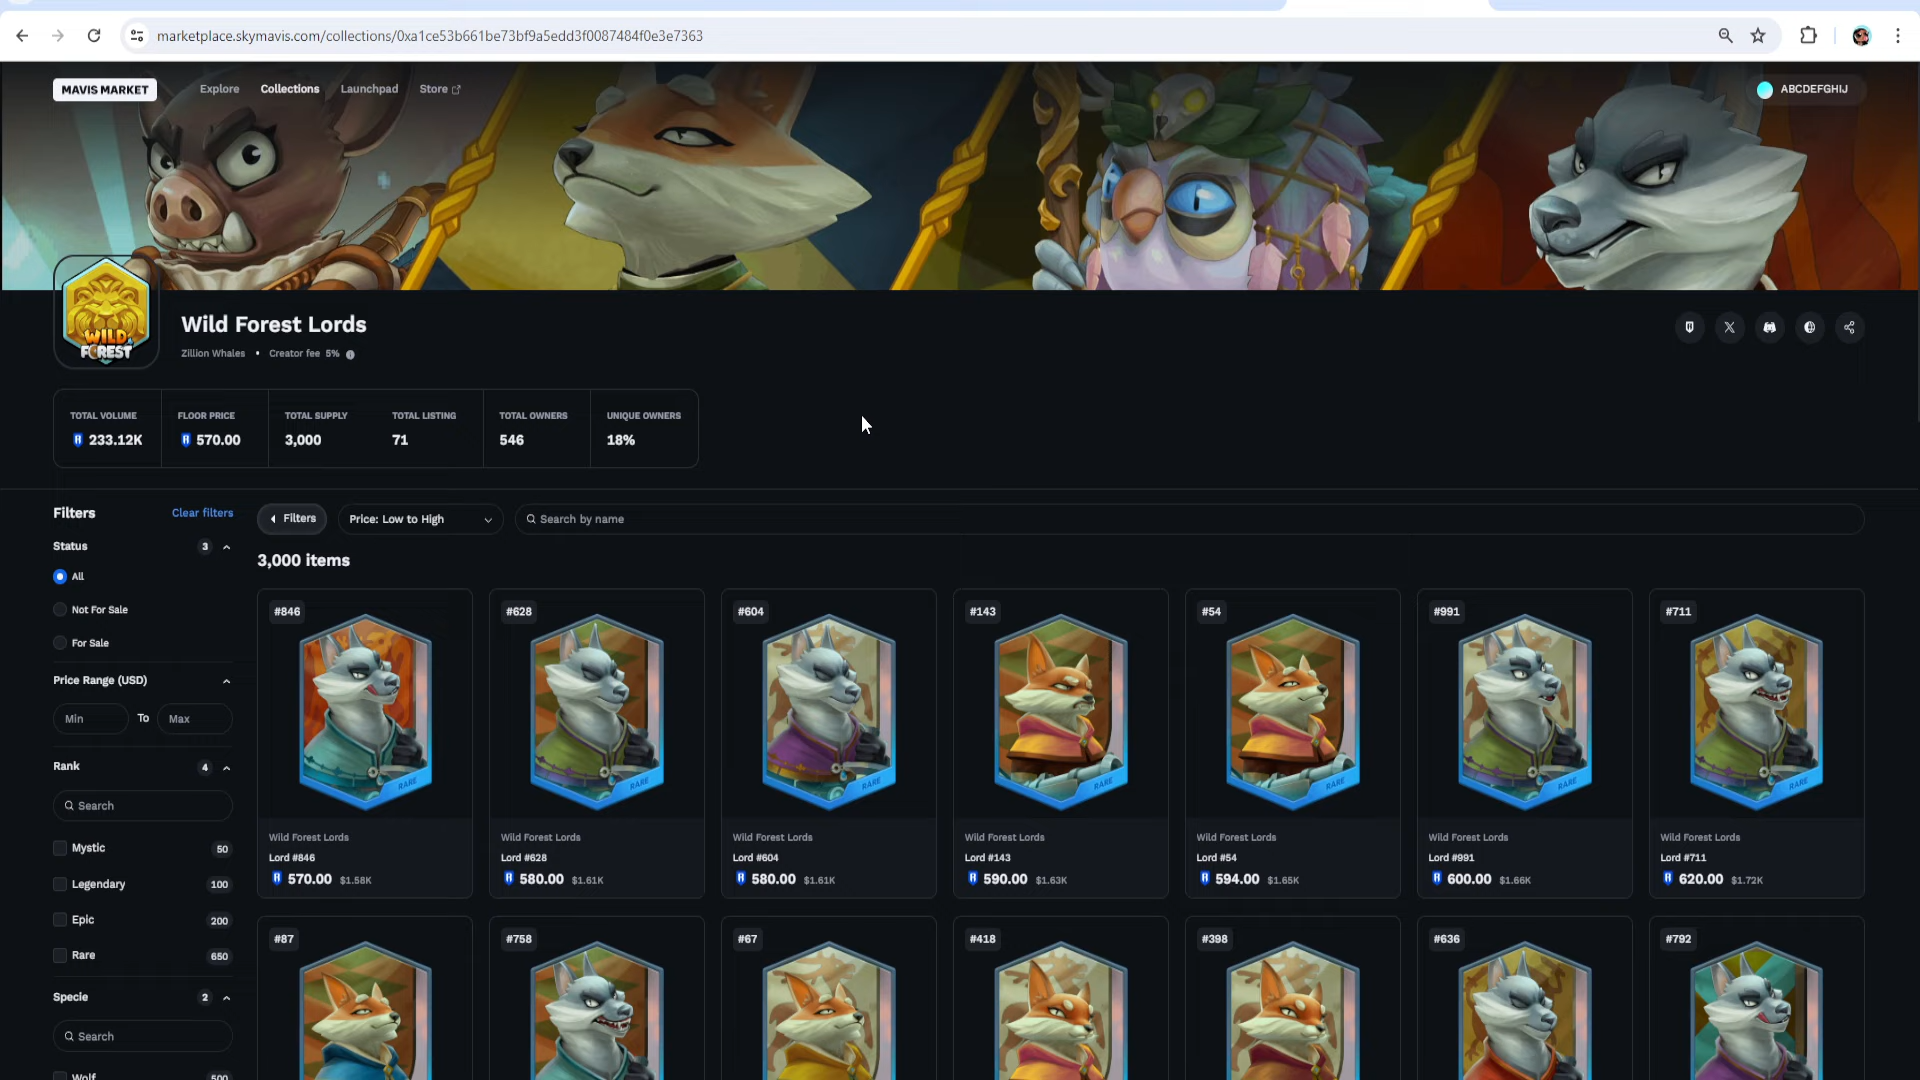 marketplace.skymavis.com/collections/0xa1ce53b661be73bf9a5edd3f0087484f0e3e7363
MAVIS MARKET
Explore
Collections
Launchpad
Store
ABCDEFGHIJ
WILD FOREST
Wild Forest Lords
Zillion Whales • Creator fee 5%
TOTAL VOLUME
233.12K
FLOOR PRICE
570.00
TOTAL SUPPLY
3,000
TOTAL LISTING
71
TOTAL OWNERS
546
UNIQUE OWNERS
18%
Filters
Clear filters
Status 3
All
Not For Sale
For Sale
Price Range (USD)
Min To Max
Rank 4
Search
Mystic 50
Legendary 100
Epic 200
Rare 650
Specie 2
Search
Wolf 500
Filters
Price: Low to High
Search by name
3,000 items
#846
RARE
Wild Forest Lords
Lord #846
570.00 $1.58K
#628
RARE
Wild Forest Lords
Lord #628
580.00 $1.61K
#604
RARE
Wild Forest Lords
Lord #604
580.00 $1.61K
#143
RARE
Wild Forest Lords
Lord #143
590.00 $1.63K
#54
RARE
Wild Forest Lords
Lord #54
594.00 $1.65K
#991
RARE
Wild Forest Lords
Lord #991
600.00 $1.66K
#711
RARE
Wild Forest Lords
Lord #711
620.00 $1.72K
#87
#758
#67
#418
#398
#636
#792